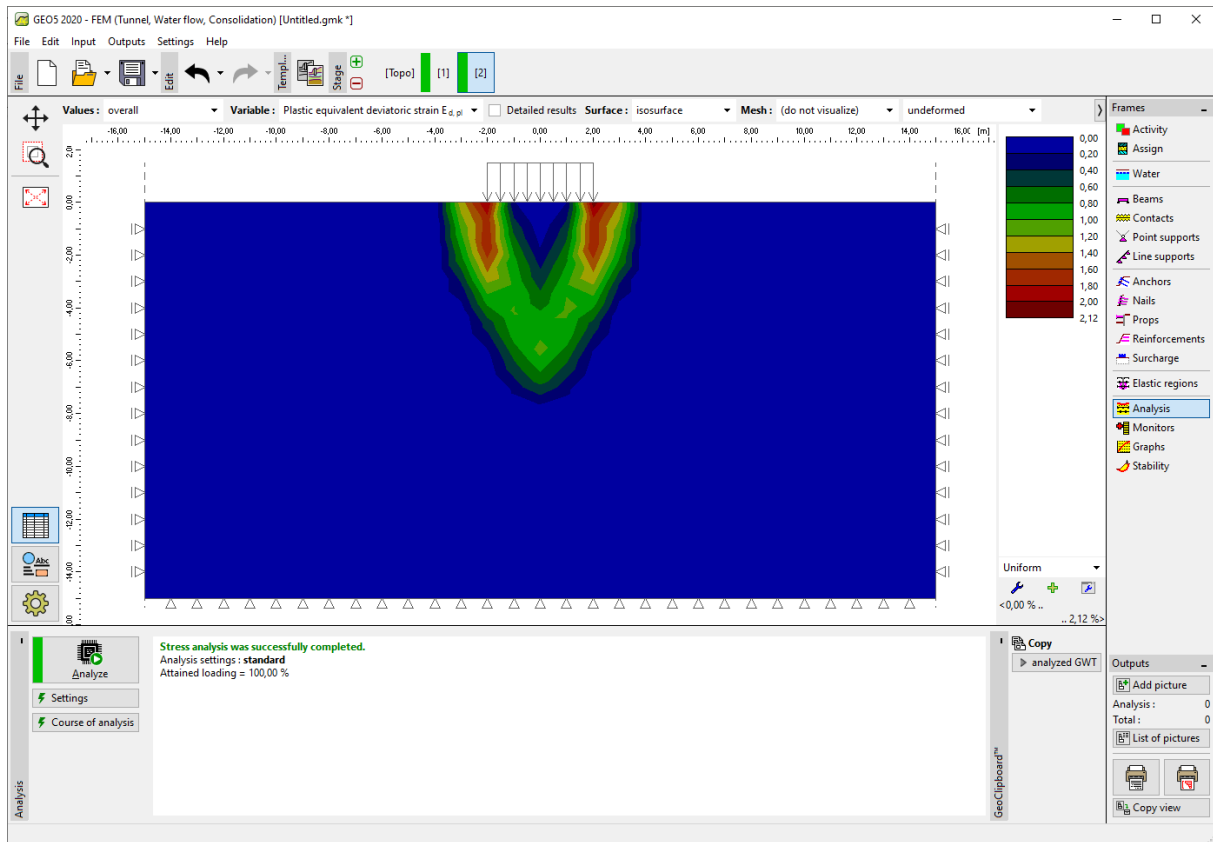 GEO5 2020 - FEM (Tunnel, Water flow, Consolidation) [Untitled.gmk *]
File Edit Input Outputs Settings Help
File
Edit
Templ...
Stage
[Topo] [1] [2]
Values : overall Variable : Plastic equivalent deviatoric strain E d, pl Detailed results Surface : isosurface Mesh : (do not visualize) undeformed
-16,00 -14,00 -12,00 -10,00 -8,00 -6,00 -4,00 -2,00 0,00 2,00 4,00 6,00 8,00 10,00 12,00 14,00 [m]
0,00
-2,00
-4,00
-6,00
-8,00
-10,00
-12,00
-14,00
0,00
0,20
0,40
0,60
0,80
1,00
1,20
1,40
1,60
1,80
2,00
2,12
Uniform
<0,00 % ..
.. 2,12 %>
Frames
Activity
Assign
Water
Beams
Contacts
Point supports
Line supports
Anchors
Nails
Props
Reinforcements
Surcharge
Elastic regions
Analysis
Monitors
Graphs
Stability
Abc
Analysis
Analyze
Settings
Course of analysis
Stress analysis was successfully completed.
Analysis settings : standard
Attained loading = 100,00 %
GeoClipboard™
Copy
analyzed GWT
Outputs
Add picture
Analysis : 0
Total : 0
List of pictures
Copy view